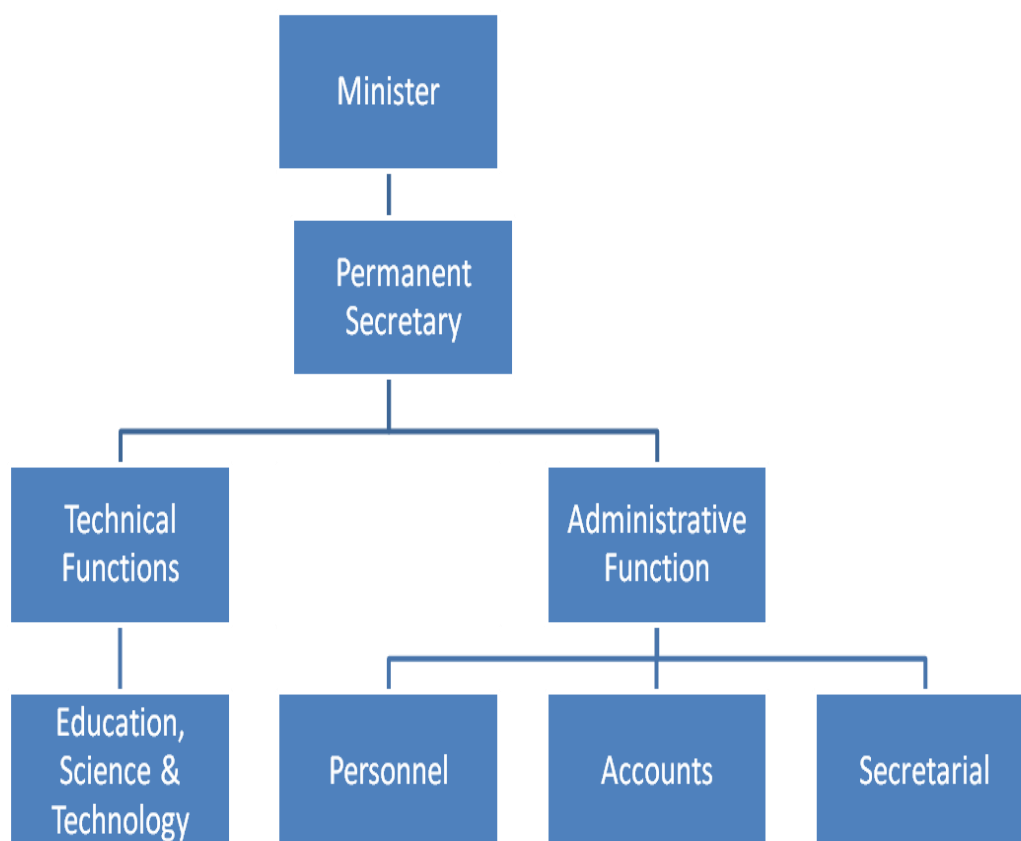 Minister
Permanent
Secretary
Technical
Functions
Administrative
Function
Education,
Science &
Technology
Personnel
Accounts
Secretarial